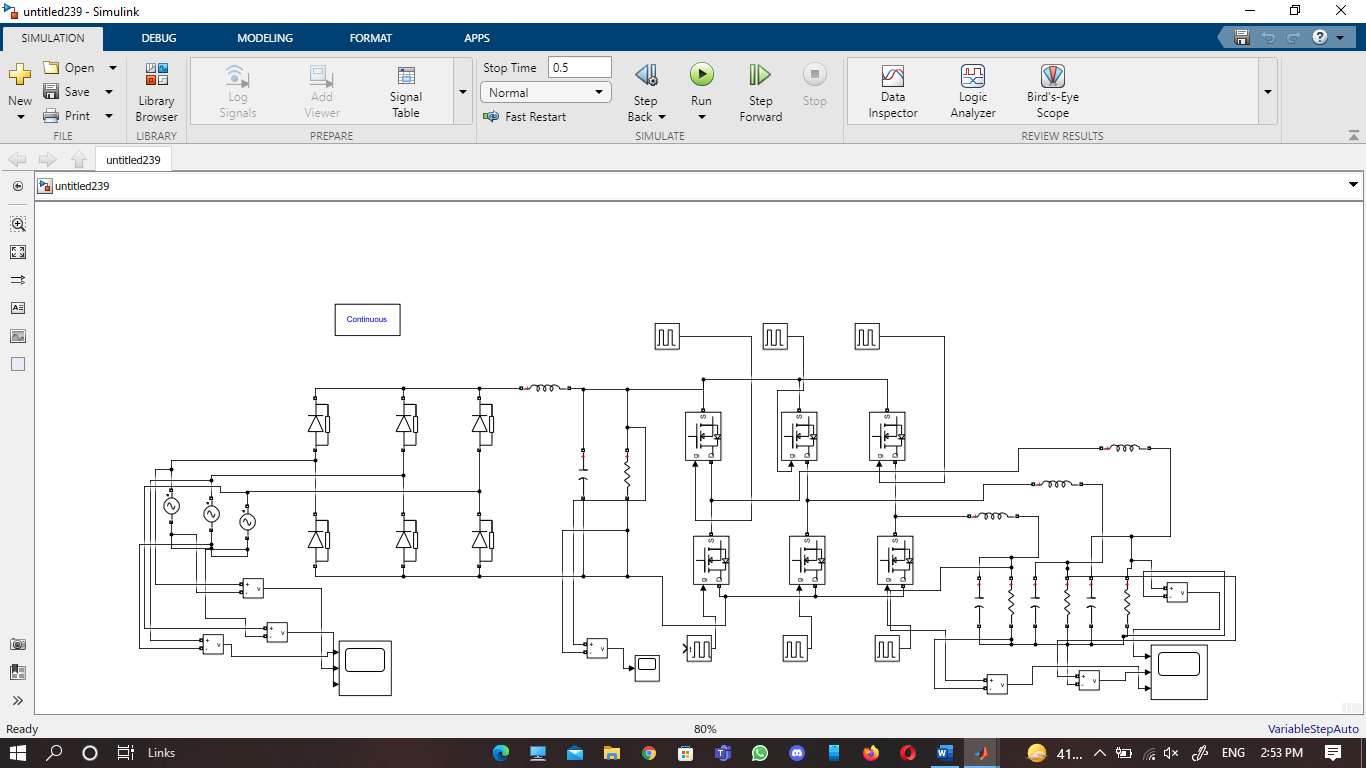 untitled239 - Simulink
SIMULATION
DEBUG
MODELING
FORMAT
APPS
New
Open
Save
Print
FILE
Library
Browser
LIBRARY
Log
Signals
Add
Viewer
Signal
Table
PREPARE
Stop Time 0.5
Normal
Fast Restart
Step
Back
Run
Step
Forward
Stop
SIMULATE
Data
Inspector
Logic
Analyzer
Bird's-Eye
Scope
REVIEW RESULTS
untitled239
untitled239
Continuous
S
S
S
g
D
g
D
g
D
S
S
S
g
D
g
D
g
D
+
-
v
+
-
v
+
-
v
+
-
v
t
+
-
v
+
-
v
+
-
v
Ready
80%
VariableStepAuto
Links
41...
ENG
2:53 PM